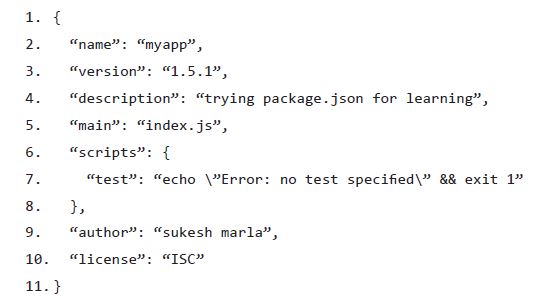 1. {
2. “name”: “myapp”,
3. “version”: “1.5.1”,
4. “description”: “trying package.json for learning”,
5. “main”: “index.js”,
6. “scripts”: {
7. “test”: “echo \”Error: no test specified\” && exit 1”
8. },
9. “author”: “sukesh marla”,
10. “license”: “ISC”
11. }